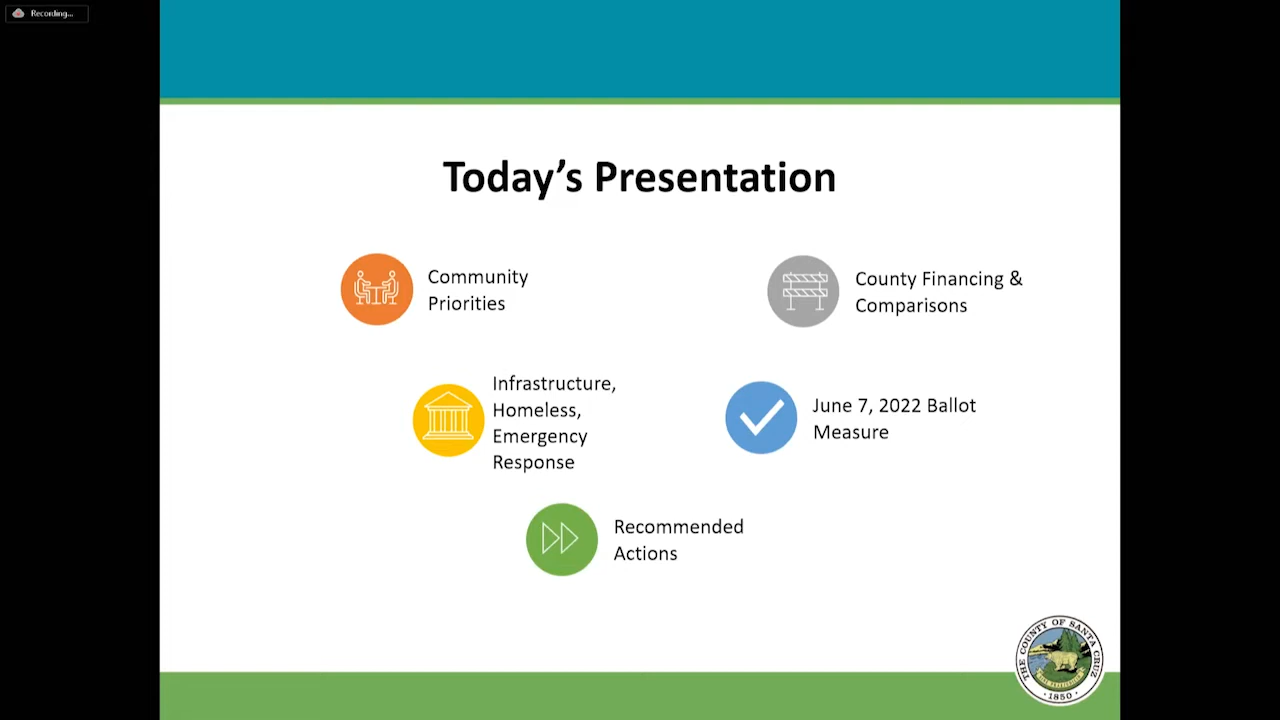 Recording...
Today's Presentation
Community
Priorities
County Financing &
Comparisons
Infrastructure,
Homeless,
Emergency
Response
June 7, 2022 Ballot
Measure
Recommended
Actions
THE COUNTY OF SANTA CRUZ
1850